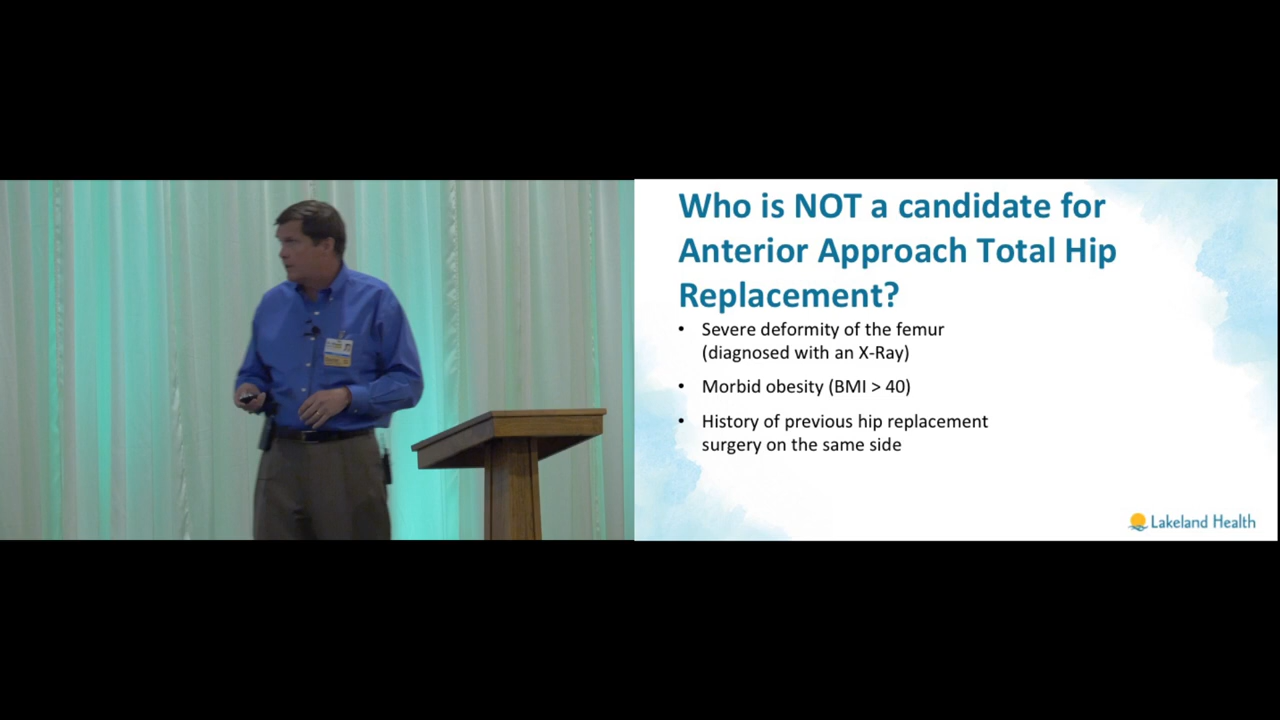 Who is NOT a candidate for
Anterior Approach Total Hip
Replacement?
• Severe deformity of the femur
(diagnosed with an X-Ray)
• Morbid obesity (BMI > 40)
• History of previous hip replacement
surgery on the same side
Lakeland Health